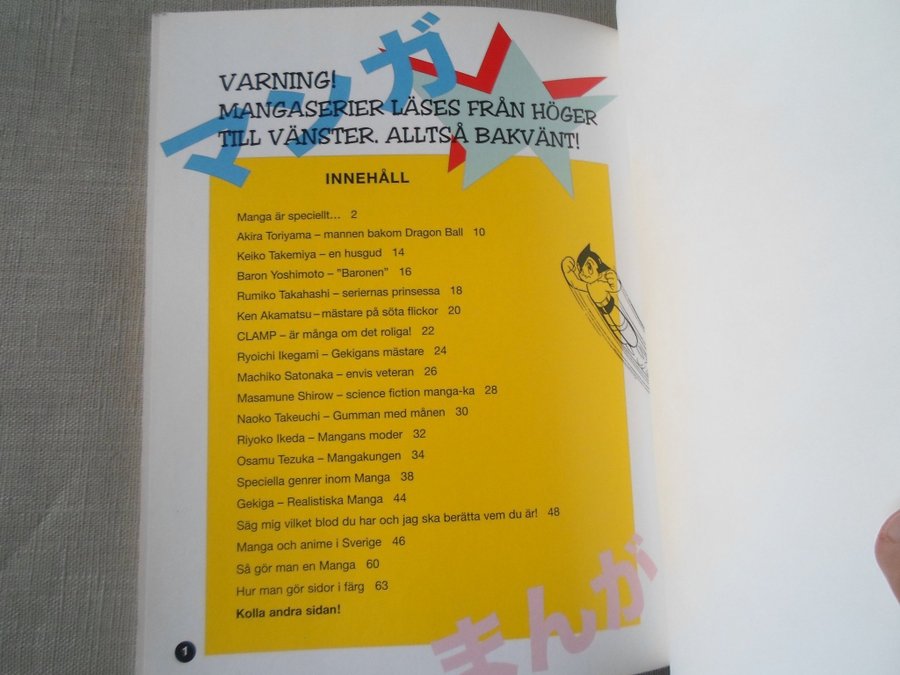 マンガ
VARNING!
MANGASERIER LÄSES FRÅN HÖGER
TILL VÄNSTER. ALLTSÅ BAKVÄNT!
INNEHÅLL
Manga är speciellt... 2
Akira Toriyama – mannen bakom Dragon Ball 10
Keiko Takemiya – en husgud 14
Baron Yoshimoto – "Baronen" 16
Rumiko Takahashi – seriernas prinsessa 18
Ken Akamatsu – mästare på söta flickor 20
CLAMP – är många om det roliga! 22
Ryoichi Ikegami – Gekigans mästare 24
Machiko Satonaka – envis veteran 26
Masamune Shirow – science fiction manga-ka 28
Naoko Takeuchi – Gumman med månen 30
Riyoko Ikeda – Mangans moder 32
Osamu Tezuka – Mangakungen 34
Speciella genrer inom Manga 38
Gekiga – Realistiska Manga 44
Säg mig vilket blod du har och jag ska berätta vem du är! 48
Manga och anime i Sverige 46
Så gör man en Manga 60
Hur man gör sidor i färg 63
Kolla andra sidan!
まんが
1